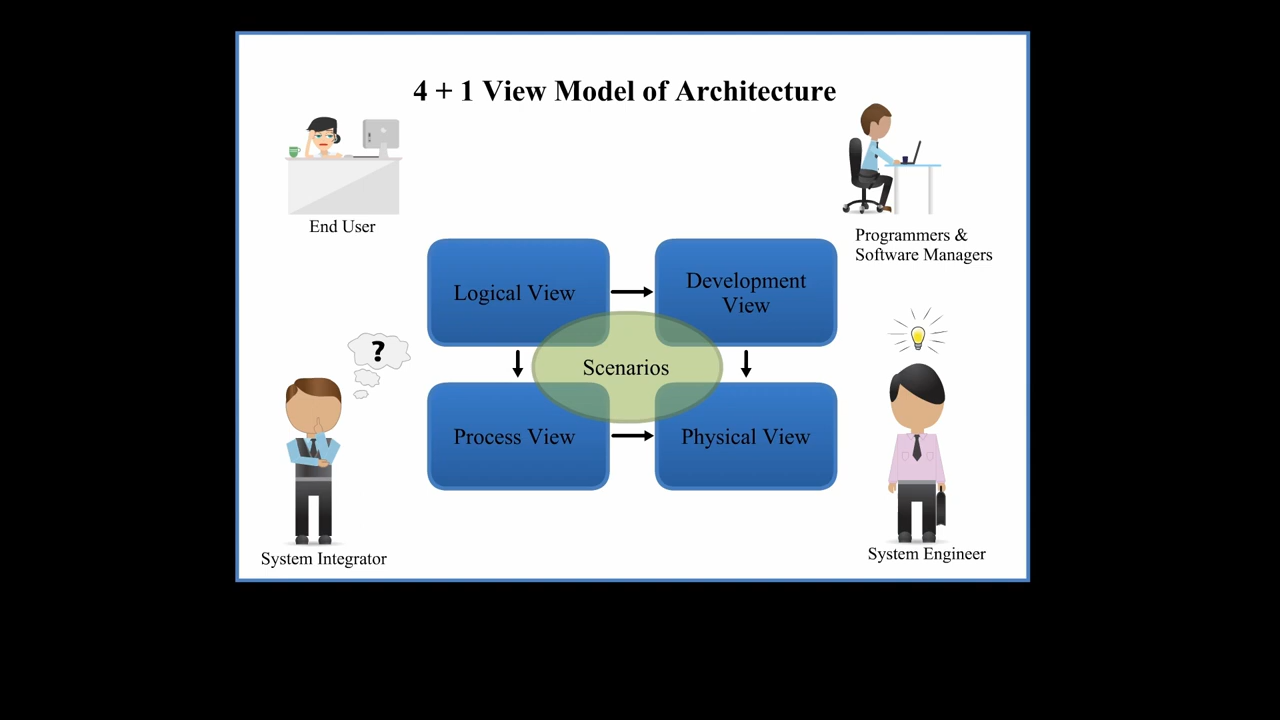 4 + 1 View Model of Architecture
End User
Programmers &
Software Managers
Logical View
Development
View
?
Scenarios
Process View
Physical View
System Integrator
System Engineer